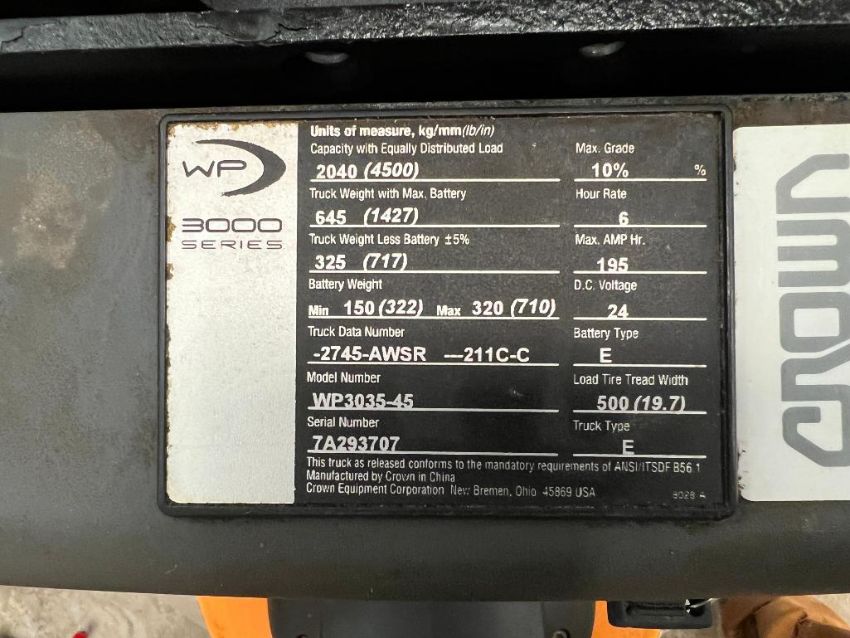 WP
3000
SERIES
Units of measure, kg/mm(lb/in)
Capacity with Equally Distributed Load
2040 (4500)
Max. Grade
10% %
Truck Weight with Max. Battery
645 (1427)
Hour Rate
6
Truck Weight Less Battery ±5%
325 (717)
Max. AMP Hr.
195
Battery Weight
Min 150 (322) Max 320 (710)
D.C. Voltage
24
Truck Data Number
-2745-AWSR ---211C-C
Battery Type
E
Model Number
WP3035-45
Load Tire Tread Width
500 (19.7)
Serial Number
7A293707
Truck Type
E
This truck as released conforms to the mandatory requirements of ANSI/ITSDF B56.1
Manufactured by Crown in China
Crown Equipment Corporation New Bremen, Ohio 45869 USA
8028 A
CROWN